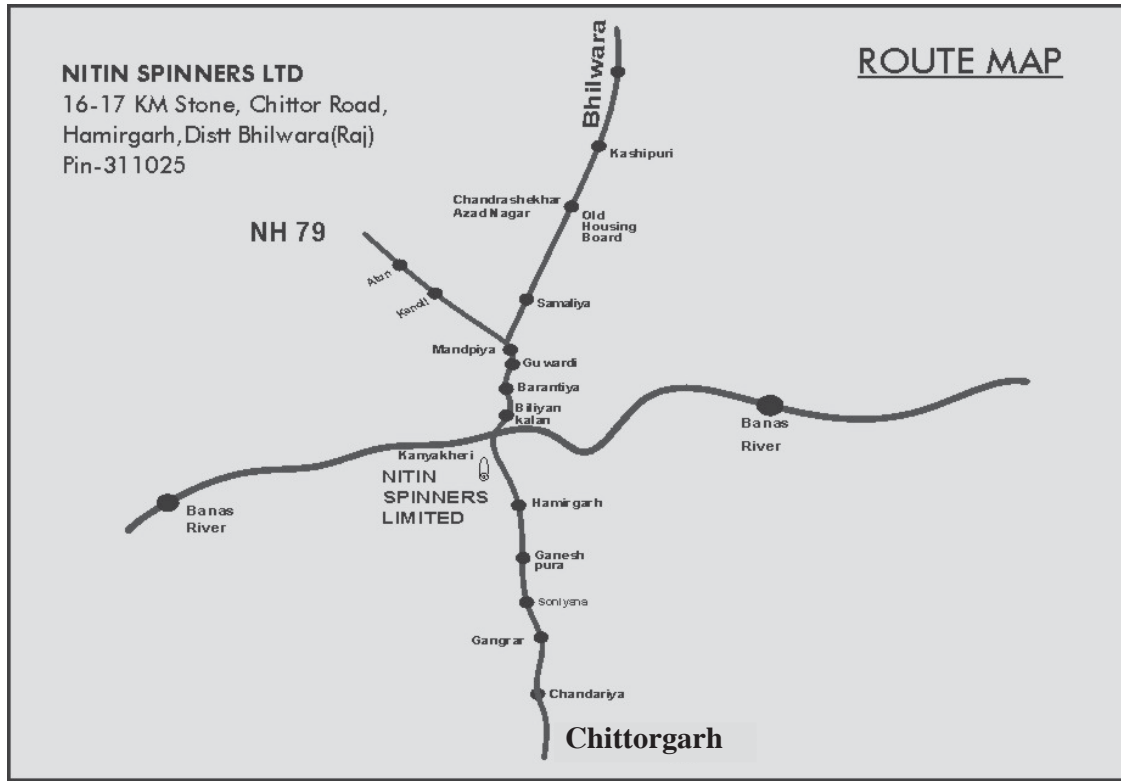 ROUTE MAP
NITIN SPINNERS LTD
16-17 KM Stone, Chittor Road,
Hamirgarh,Distt Bhilwara(Raj)
Pin-311025
Bhilwara
Kashipuri
Chandrashekhar
Azad Nagar
Old
Housing
Board
NH 79
Atun
Samaliya
Mandpiya
Guwardi
Barantiya
Biliyan
kalan
Banas
River
Kanyakheri
NITIN
SPINNERS
LIMITED
Banas
River
Hamirgarh
Ganesh
pura
Soniyana
Gangrar
Chandariya
Chittorgarh